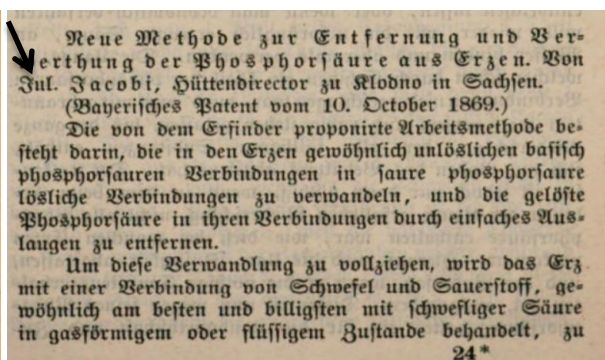 Neue Methode zur Entfernung und Ver-
werthung der Phosphorsäure aus Erzen. Von
Jul. Jacobi, Hüttendirector zu Klodno in Sachsen.
(Bayerisches Patent vom 10. October 1869.)
Die von dem Erfinder proponirte Arbeitsmethode be-
steht darin, die in den Erzen gewöhnlich unlöslichen basisch
phosphorsauren Verbindungen in saure phosphorsaure
lösliche Verbindungen zu verwandeln, und die gelöste
Phosphorsäure in ihren Verbindungen durch einfaches Aus-
laugen zu entfernen.
Um diese Verwandlung zu vollziehen, wird das Erz
mit einer Verbindung von Schwefel und Sauerstoff, ge-
wöhnlich am besten und billigsten mit schwefliger Säure
in gasförmigem oder flüssigem Zustande behandelt, zu
24*